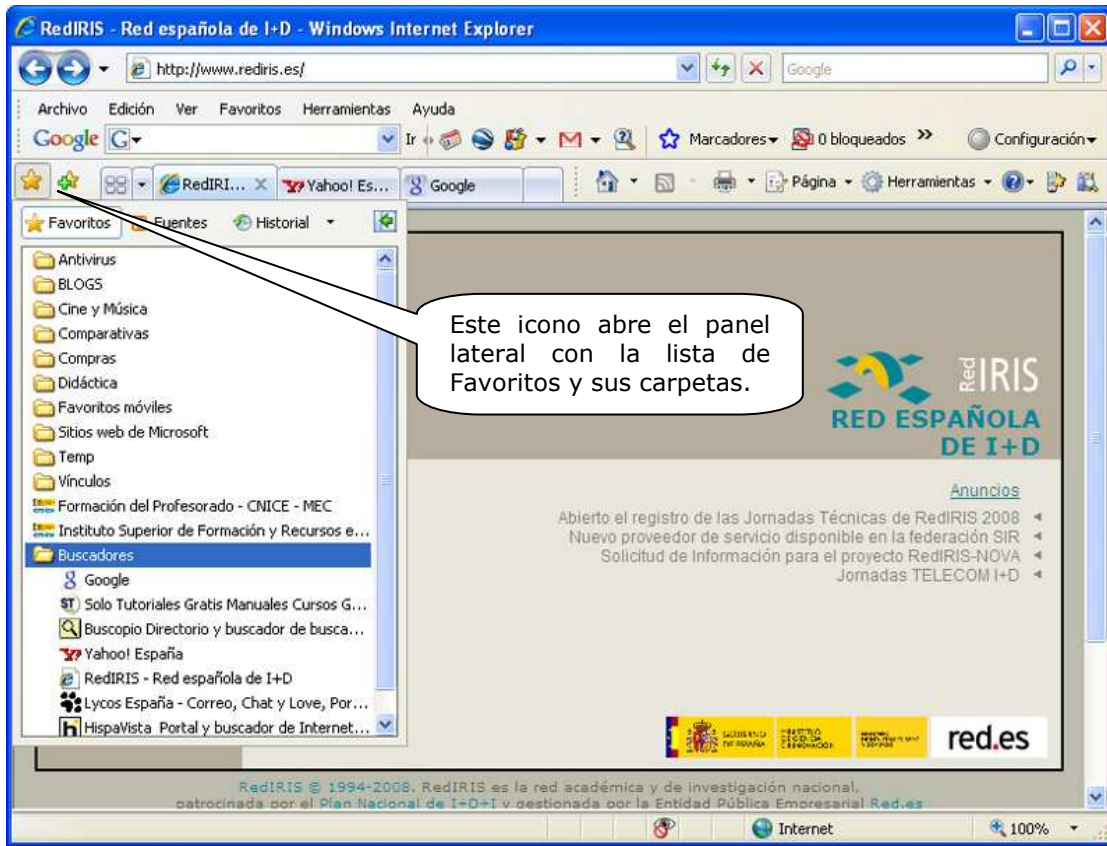 RedIRIS - Red española de I+D - Windows Internet Explorer
http://www.rediris.es/
Google
Archivo Edición Ver Favoritos Herramientas Ayuda
Google G Ir Marcadores 0 bloqueados » Configuración
RedIRI... Yahoo! Es... Google Página Herramientas
Favoritos Fuentes Historial
Antivirus
BLOGS
Cine y Música
Comparativas
Compras
Didáctica
Favoritos móviles
Sitios web de Microsoft
Temp
Vínculos
Formación del Profesorado - CNICE - MEC
Instituto Superior de Formación y Recursos e...
Buscadores
Google
ST Solo Tutoriales Gratis Manuales Cursos G...
Buscopio Directorio y buscador de busca...
Yahoo! España
RedIRIS - Red española de I+D
Lycos España - Correo, Chat y Love, Por...
HispaVista Portal y buscador de Internet...
Este icono abre el panel
lateral con la lista de
Favoritos y sus carpetas.
Red IRIS
RED ESPAÑOLA
DE I+D
Anuncios
Abierto el registro de las Jornadas Técnicas de RedIRIS 2008
Nuevo proveedor de servicio disponible en la federación SIR
Solicitud de Información para el proyecto RedIRIS-NOVA
Jornadas TELECOM I+D
GOBIERNO
DE ESPAÑA
red.es
RedIRIS © 1994-2008. RedIRIS es la red académica y de investigación nacional,
patrocinada por el Plan Nacional de I+D+I y gestionada por la Entidad Pública Empresarial Red.es
Internet 100%